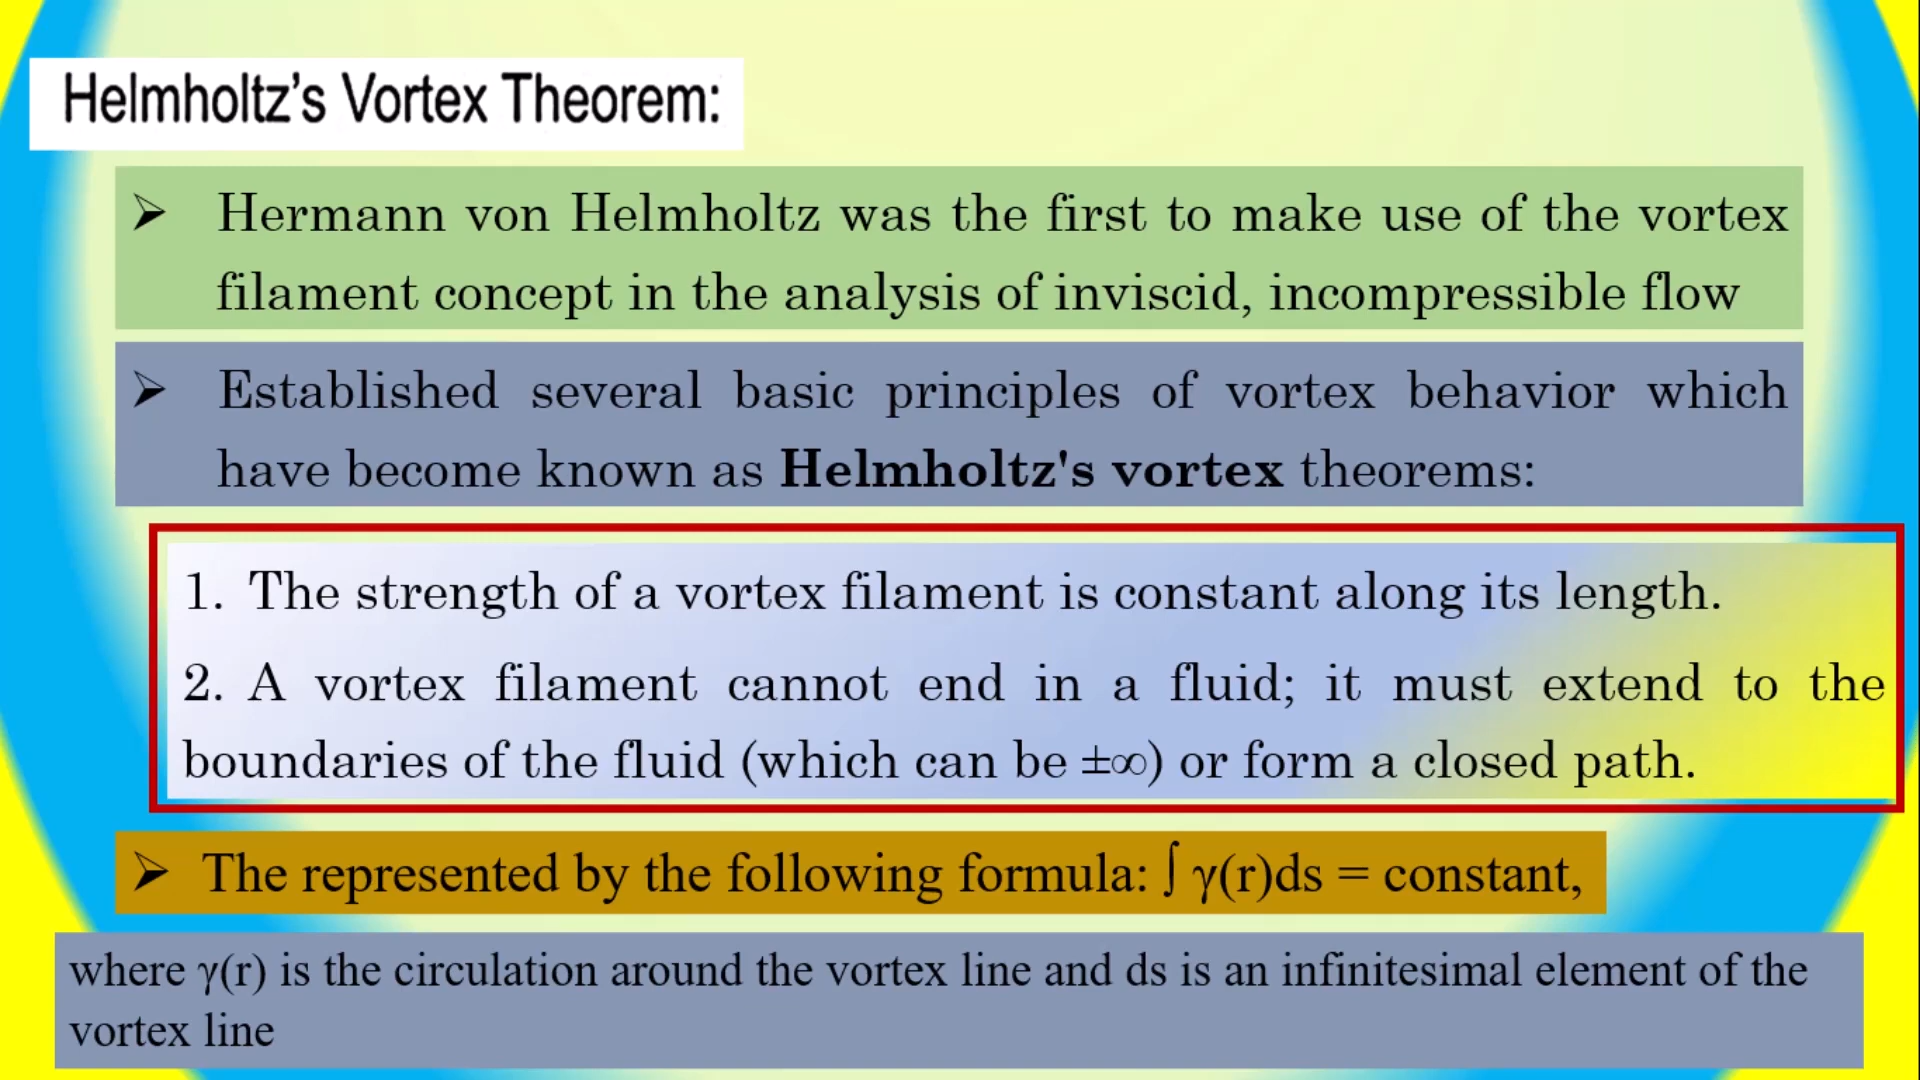 Helmholtz’s Vortex Theorem:
➢ Hermann von Helmholtz was the first to make use of the vortex
filament concept in the analysis of inviscid, incompressible flow
➢ Established several basic principles of vortex behavior which
have become known as Helmholtz's vortex theorems:
1. The strength of a vortex filament is constant along its length.
2. A vortex filament cannot end in a fluid; it must extend to the
boundaries of the fluid (which can be ±∞) or form a closed path.
➢ The represented by the following formula: ∫ γ(r)ds = constant,
where γ(r) is the circulation around the vortex line and ds is an infinitesimal element of the
vortex line